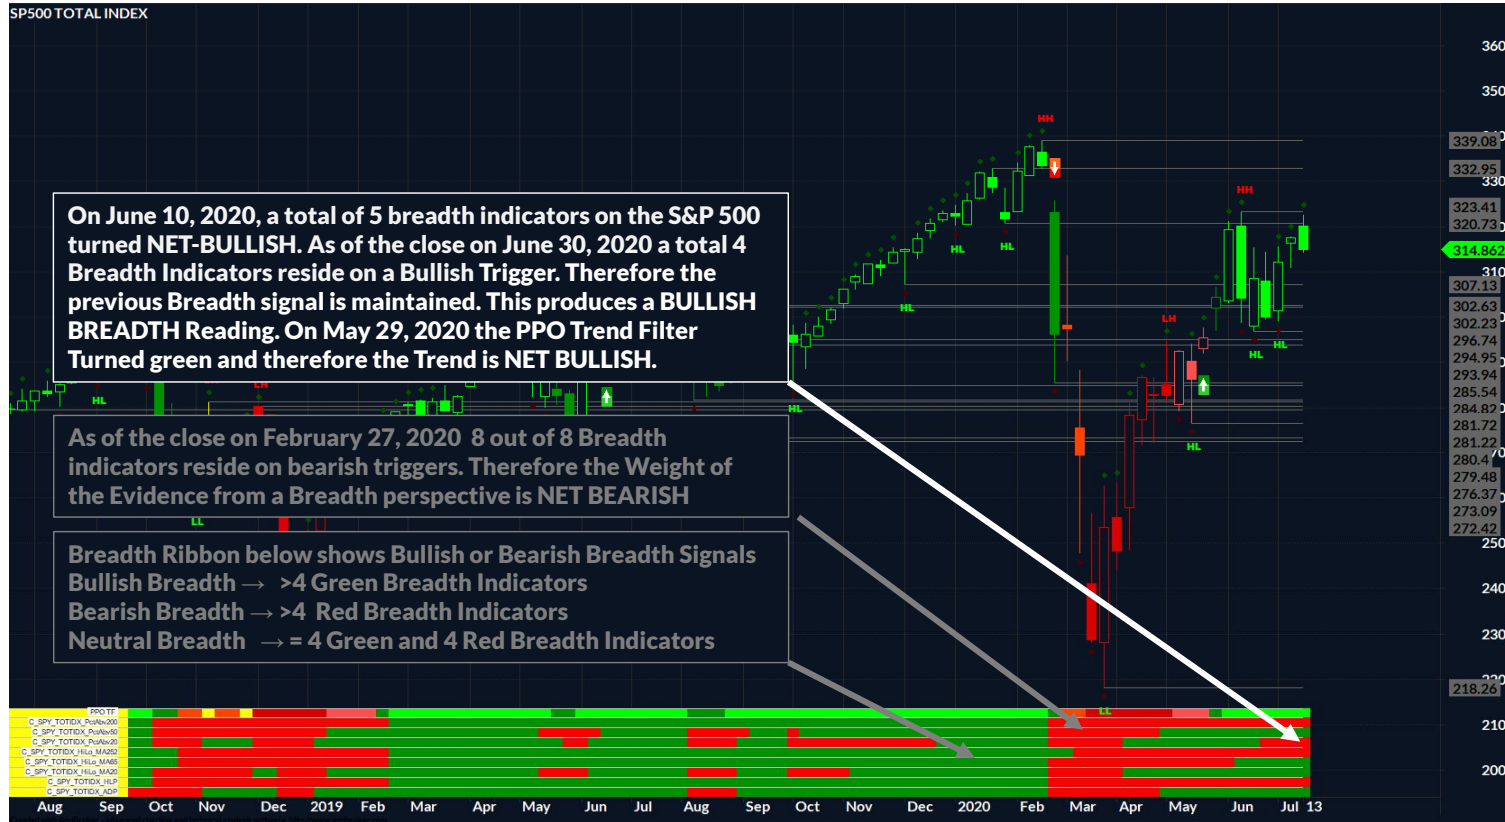 SP500 TOTAL INDEX
360
350
HH
339.08
332.95
330
HH
323.41
320.73
314.862
310
307.13
302.63
302.23
296.74
294.95
293.94
285.54
284.82
281.72
281.22
280.4
279.48
276.37
273.09
272.42
250
240
230
218.26
210
200
HL
HL
HL
LH
HL
HL
HL
HL
HL
LL
LL
On June 10, 2020, a total of 5 breadth indicators on the S&P 500
turned NET-BULLISH. As of the close on June 30, 2020 a total 4
Breadth Indicators reside on a Bullish Trigger. Therefore the
previous Breadth signal is maintained. This produces a BULLISH
BREADTH Reading. On May 29, 2020 the PPO Trend Filter
Turned green and therefore the Trend is NET BULLISH.
As of the close on February 27, 2020 8 out of 8 Breadth
indicators reside on bearish triggers. Therefore the Weight of
the Evidence from a Breadth perspective is NET BEARISH
Breadth Ribbon below shows Bullish or Bearish Breadth Signals
Bullish Breadth → >4 Green Breadth Indicators
Bearish Breadth → >4 Red Breadth Indicators
Neutral Breadth → = 4 Green and 4 Red Breadth Indicators
PPO TF
C_SPY_TOTIDX_PctAbv200
C_SPY_TOTIDX_PctAbv50
C_SPY_TOTIDX_PctAbv20
C_SPY_TOTIDX_HiLo_MA252
C_SPY_TOTIDX_HiLo_MA65
C_SPY_TOTIDX_HiLo_MA20
C_SPY_TOTIDX_HLP
C_SPY_TOTIDX_ADP
Aug Sep Oct Nov Dec 2019 Feb Mar Apr May Jun Jul Aug Sep Oct Nov Dec 2020 Feb Mar Apr May Jun Jul 13